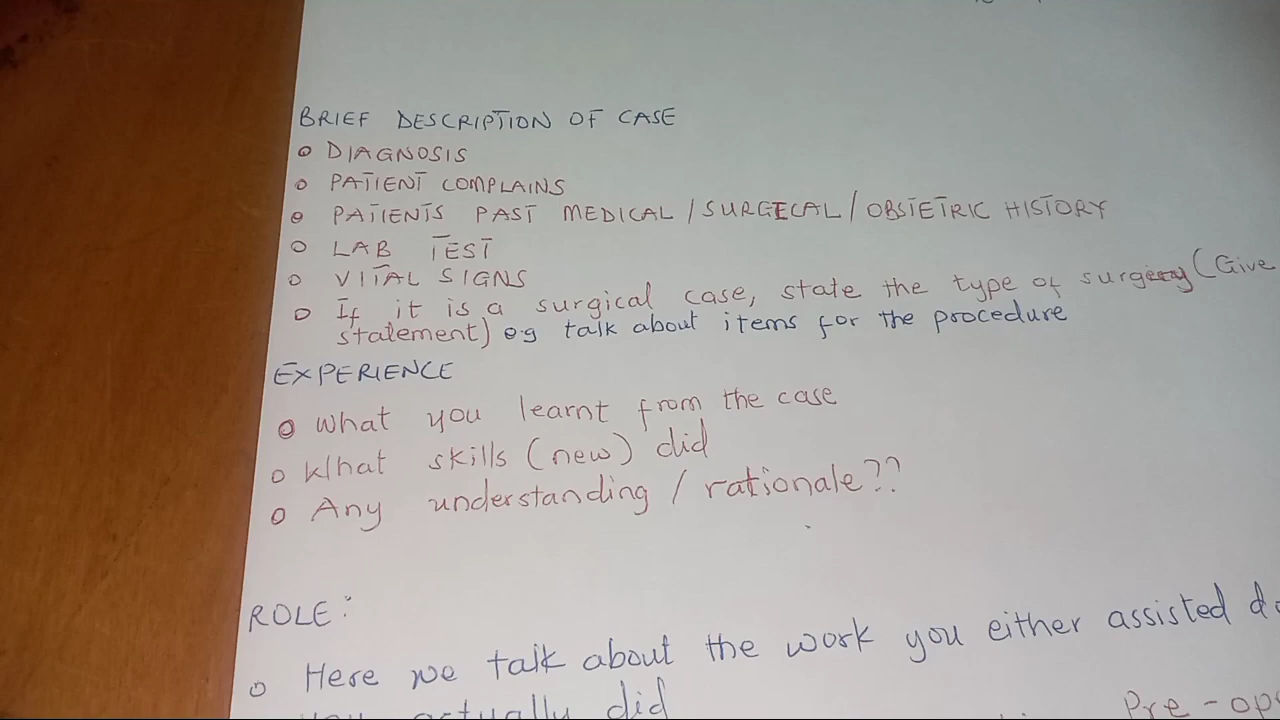 BRIEF DESCRIPTION OF CASE
o DIAGNOSIS
o PATIENT COMPLAINS
o PATIENTS PAST MEDICAL / SURGECAL / OBSTETRIC HISTORY
o LAB TEST
o VITAL SIGNS
o If it is a surgical case, state the type of surgery (Give
statement) eg talk about items for the procedure
EXPERIENCE
o What you learnt from the case
o What skills (new) did
o Any understanding / rationale??
ROLE:
o Here we talk about the work you either assisted
you actually did
Pre-op